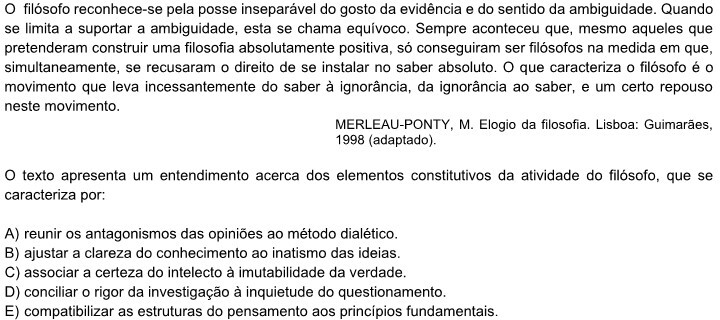 O filósofo reconhece-se pela posse inseparável do gosto da evidência e do sentido da ambiguidade. Quando
se limita a suportar a ambiguidade, esta se chama equívoco. Sempre aconteceu que, mesmo aqueles que
pretenderam construir uma filosofia absolutamente positiva, só conseguiram ser filósofos na medida em que,
simultaneamente, se recusaram o direito de se instalar no saber absoluto. O que caracteriza o filósofo é o
movimento que leva incessantemente do saber à ignorância, da ignorância ao saber, e um certo repouso
neste movimento.
MERLEAU-PONTY, M. Elogio da filosofia. Lisboa: Guimarães,
1998 (adaptado).
O texto apresenta um entendimento acerca dos elementos constitutivos da atividade do filósofo, que se
caracteriza por:
A) reunir os antagonismos das opiniões ao método dialético.
B) ajustar a clareza do conhecimento ao inatismo das ideias.
C) associar a certeza do intelecto à imutabilidade da verdade.
D) conciliar o rigor da investigação à inquietude do questionamento.
E) compatibilizar as estruturas do pensamento aos princípios fundamentais.